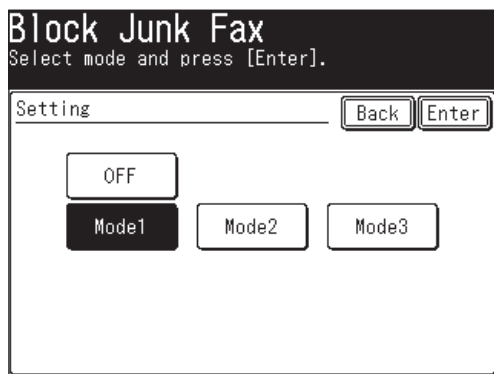 Block Junk Fax
Select mode and press [Enter].
Setting Back Enter
OFF
Mode1 Mode2 Mode3